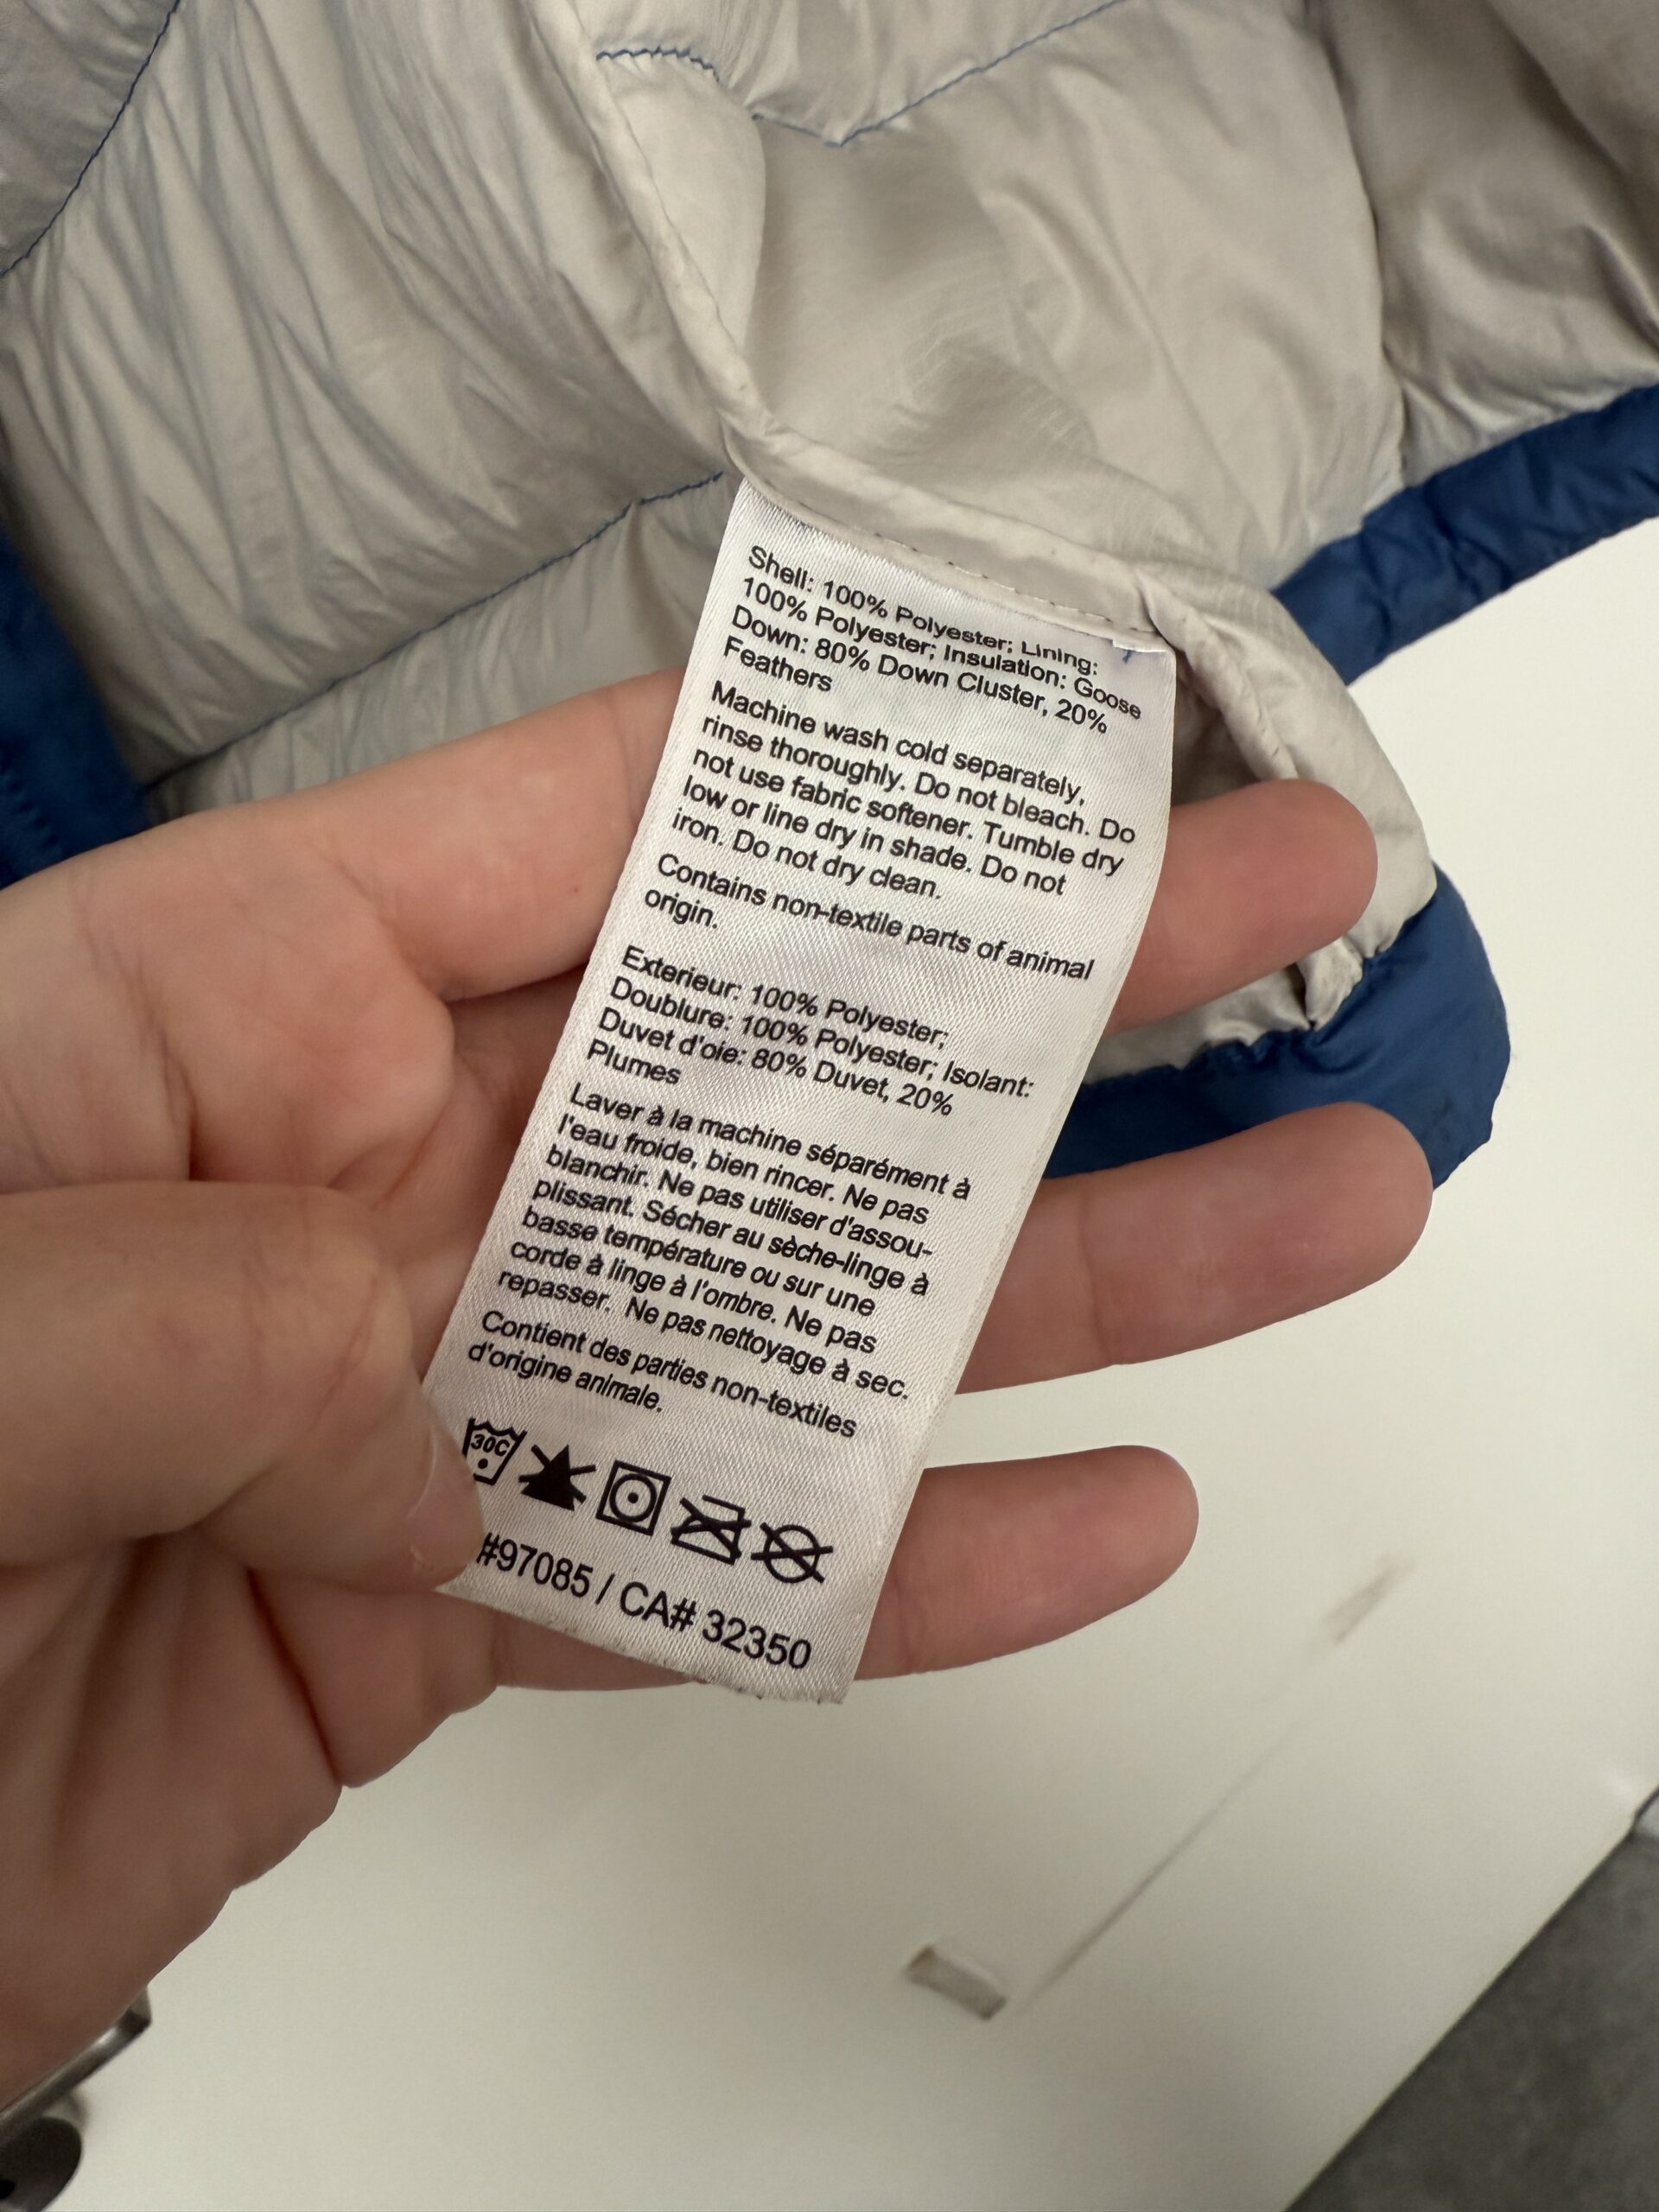 Shell: 100% Polyester; Lining:
100% Polyester; Insulation: Goose
Down: 80% Down Cluster, 20%
Feathers
Machine wash cold separately,
rinse thoroughly. Do not bleach. Do
not use fabric softener. Tumble dry
low or line dry in shade. Do not
iron. Do not dry clean.
Contains non-textile parts of animal
origin.
Exterieur: 100% Polyester;
Doublure: 100% Polyester; Isolant:
Duvet d'oie: 80% Duvet, 20%
Plumes
Laver à la machine séparément à
l'eau froide, bien rincer. Ne pas
blanchir. Ne pas utiliser d'assou-
plissant. Sécher au sèche-linge à
basse température ou sur une
corde à linge à l'ombre. Ne pas
repasser. Ne pas nettoyage à sec.
Contient des parties non-textiles
d'origine animale.
30C
#97085 / CA# 32350